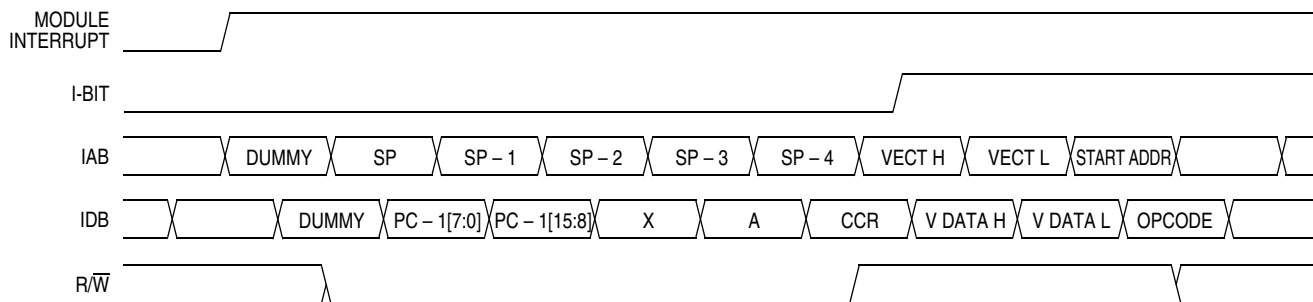 MODULE
INTERRUPT
I-BIT
IAB DUMMY SP SP – 1 SP – 2 SP – 3 SP – 4 VECT H VECT L START ADDR
IDB DUMMY PC – 1[7:0] PC – 1[15:8] X A CCR V DATA H V DATA L OPCODE
R/W̅